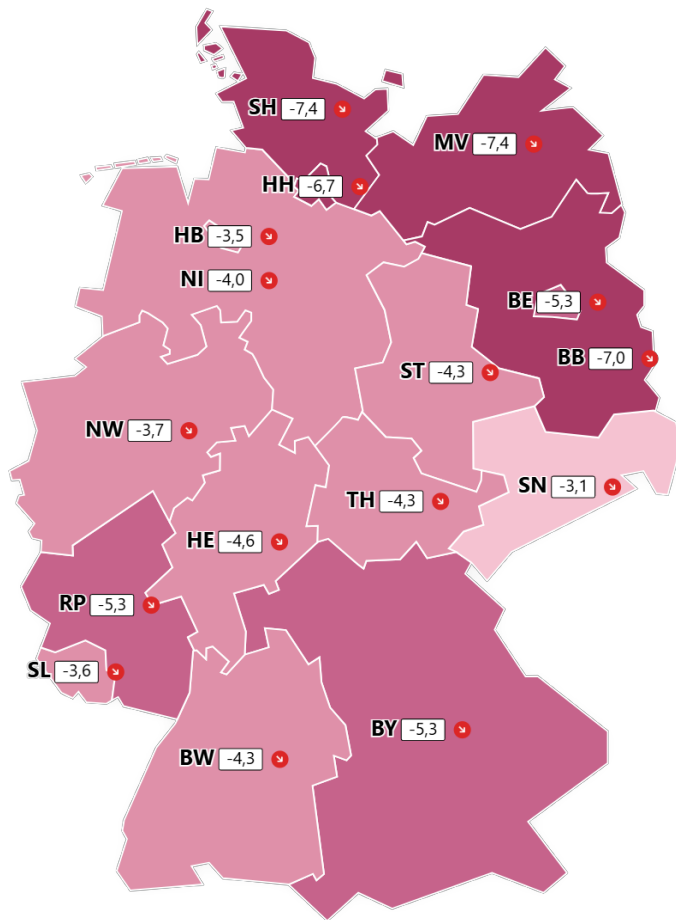 SH -7,4
MV -7,4
HH -6,7
HB -3,5
NI -4,0
BE -5,3
BB -7,0
ST -4,3
NW -3,7
SN -3,1
TH -4,3
HE -4,6
RP -5,3
SL -3,6
BY -5,3
BW -4,3